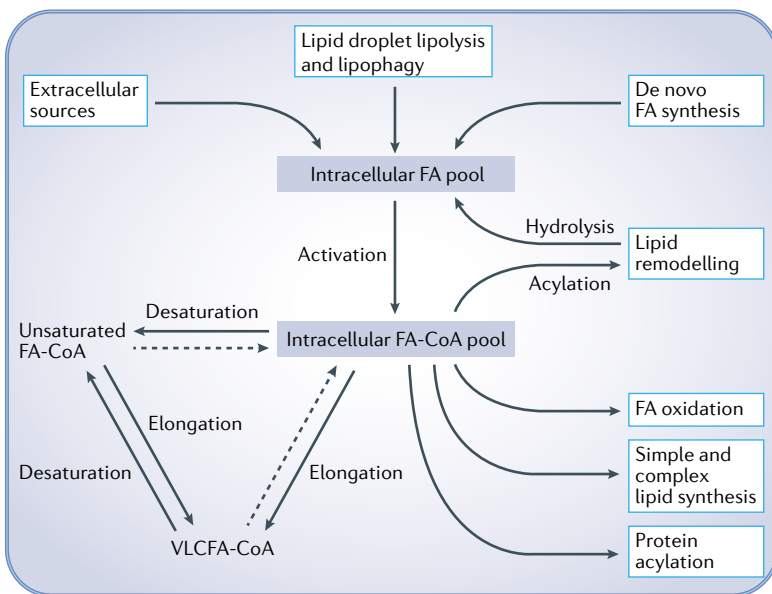 Lipid droplet lipolysis
and lipophagy
Extracellular
sources
De novo
FA synthesis
Intracellular FA pool
Hydrolysis
Lipid
remodelling
Activation
Acylation
Desaturation
Unsaturated
FA-CoA
Intracellular FA-CoA pool
FA oxidation
Elongation
Desaturation
Elongation
Simple and
complex
lipid synthesis
VLCFA-CoA
Protein
acylation